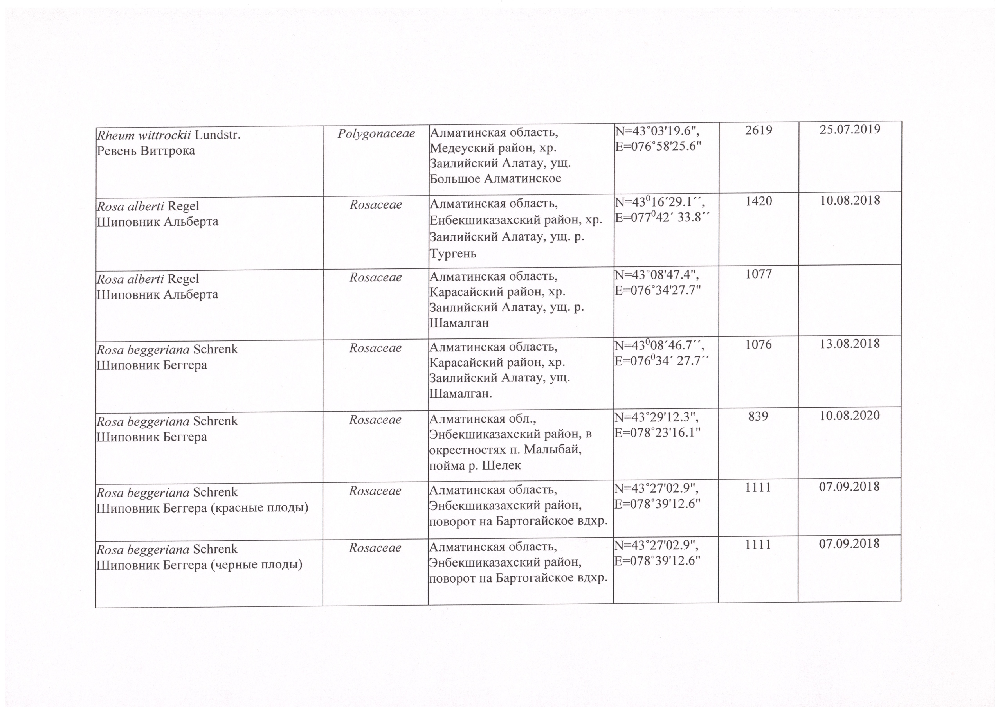 Rheum wittrockii Lundstr.
Ревень Виттрока
Polygonaceae
Алматинская область,
Медеуский район, хр.
Заилийский Алатау, ущ.
Большое Алматинское
N=43°03'19.6",
E=076°58'25.6"
2619
25.07.2019
Rosa alberti Regel
Шиповник Альберта
Rosaceae
Алматинская область,
Енбекшиказахский район, хр.
Заилийский Алатау, ущ. р.
Тургень
N=43⁰16´29.1´´,
E=077⁰42´ 33.8´´
1420
10.08.2018
Rosa alberti Regel
Шиповник Альберта
Rosaceae
Алматинская область,
Карасайский район, хр.
Заилийский Алатау, ущ. р.
Шамалган
N=43°08'47.4",
E=076°34'27.7"
1077
Rosa beggeriana Schrenk
Шиповник Беггера
Rosaceae
Алматинская область,
Карасайский район, хр.
Заилийский Алатау, ущ.
Шамалган.
N=43⁰08´46.7´´,
E=076⁰34´ 27.7´´
1076
13.08.2018
Rosa beggeriana Schrenk
Шиповник Беггера
Rosaceae
Алматинская обл.,
Энбекшиказахский район, в
окрестностях п. Малыбай,
пойма р. Шелек
N=43°29'12.3",
E=078°23'16.1"
839
10.08.2020
Rosa beggeriana Schrenk
Шиповник Беггера (красные плоды)
Rosaceae
Алматинская область,
Энбекшиказахский район,
поворот на Бартогайское вдхр.
N=43°27'02.9",
E=078°39'12.6"
1111
07.09.2018
Rosa beggeriana Schrenk
Шиповник Беггера (черные плоды)
Rosaceae
Алматинская область,
Энбекшиказахский район,
поворот на Бартогайское вдхр.
N=43°27'02.9",
E=078°39'12.6"
1111
07.09.2018